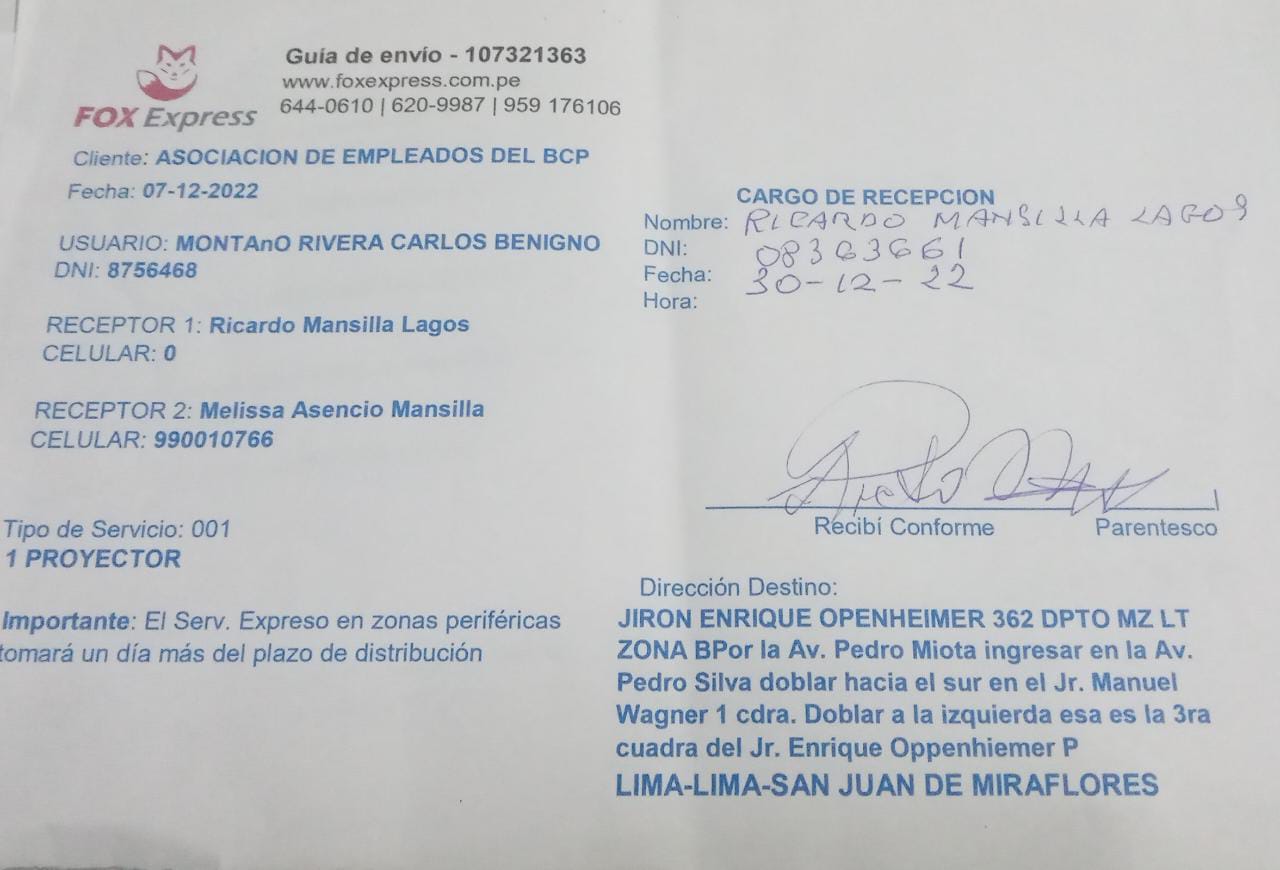 Guía de envío - 107321363
www.foxexpress.com.pe
644-0610 | 620-9987 | 959 176106
FOX Express
Cliente: ASOCIACION DE EMPLEADOS DEL BCP
Fecha: 07-12-2022
USUARIO: MONTAnO RIVERA CARLOS BENIGNO
DNI: 8756468
RECEPTOR 1: Ricardo Mansilla Lagos
CELULAR: 0
RECEPTOR 2: Melissa Asencio Mansilla
CELULAR: 990010766
Tipo de Servicio: 001
1 PROYECTOR
Importante: El Serv. Expreso en zonas periféricas
tomará un día más del plazo de distribución
CARGO DE RECEPCION
Nombre: RICARDO MANSILLA LAGOS
DNI: 08363661
Fecha: 30-12-22
Hora:
Recibí Conforme Parentesco
Dirección Destino:
JIRON ENRIQUE OPENHEIMER 362 DPTO MZ LT
ZONA BPor la Av. Pedro Miota ingresar en la Av.
Pedro Silva doblar hacia el sur en el Jr. Manuel
Wagner 1 cdra. Doblar a la izquierda esa es la 3ra
cuadra del Jr. Enrique Oppenhiemer P
LIMA-LIMA-SAN JUAN DE MIRAFLORES